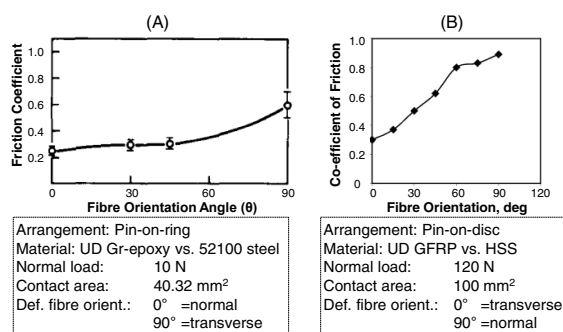 (A)
Friction Coefficient
1.0
0.8
0.6
0.4
0.2
0
30
60
90
Fibre Orientation Angle (θ)
Arrangement: Pin-on-ring
Material: UD Gr-epoxy vs. 52100 steel
Normal load: 10 N
Contact area: 40.32 mm²
Def. fibre orient.: 0° =normal
90° =transverse
(B)
Co-efficient of Friction
1.0
0.8
0.6
0.4
0.2
0
0
30
60
90
120
Fibre Orientation, deg
Arrangement: Pin-on-disc
Material: UD GFRP vs. HSS
Normal load: 120 N
Contact area: 100 mm²
Def. fibre orient.: 0° =transverse
90° =normal